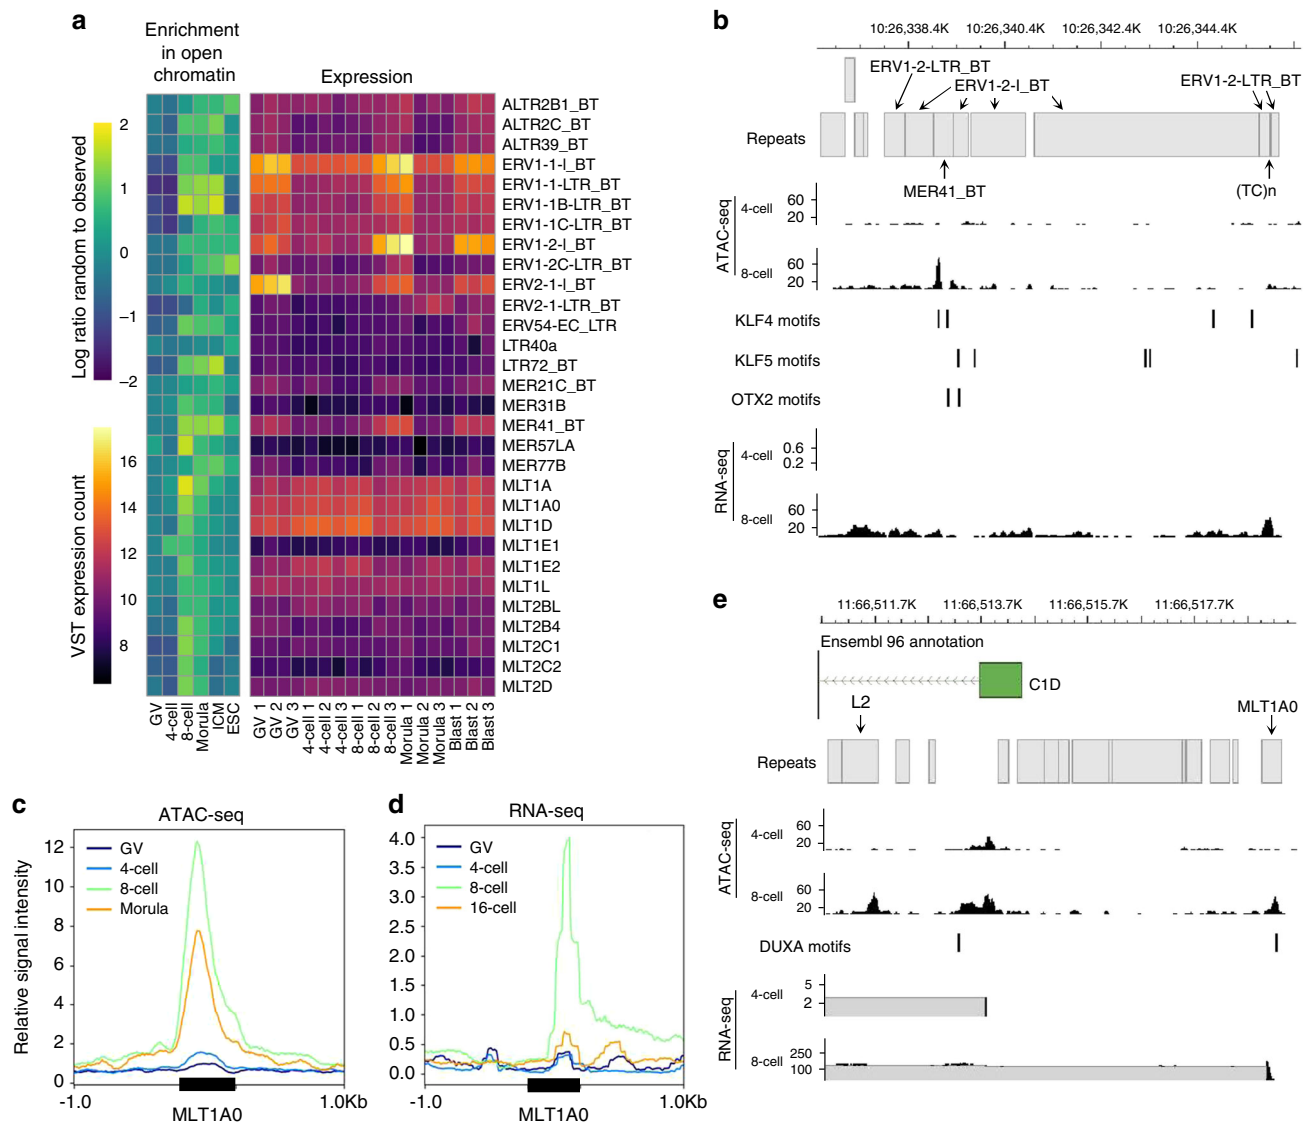 a
Enrichment
in open
chromatin
Expression
Log ratio random to observed
2
1
0
−1
−2
VST expression count
16
14
12
10
8
ALTR2B1_BT
ALTR2C_BT
ALTR39_BT
ERV1-1-I_BT
ERV1-1-LTR_BT
ERV1-1B-LTR_BT
ERV1-1C-LTR_BT
ERV1-2-I_BT
ERV1-2C-LTR_BT
ERV2-1-I_BT
ERV2-1-LTR_BT
ERV54-EC_LTR
LTR40a
LTR72_BT
MER21C_BT
MER31B
MER41_BT
MER57LA
MER77B
MLT1A
MLT1A0
MLT1D
MLT1E1
MLT1E2
MLT1L
MLT2BL
MLT2B4
MLT2C1
MLT2C2
MLT2D
GV
4-cell
8-cell
Morula
ICM
ESC
GV 1
GV 2
GV 3
4-cell 1
4-cell 2
4-cell 3
8-cell 1
8-cell 2
8-cell 3
Morula 1
Morula 2
Morula 3
Blast 1
Blast 2
Blast 3
b
10:26,338.4K 10:26,340.4K 10:26,342.4K 10:26,344.4K
ERV1-2-LTR_BT
ERV1-2-I_BT
ERV1-2-LTR_BT
Repeats
MER41_BT
(TC)n
ATAC-seq
4-cell
60
20
8-cell
60
20
KLF4 motifs
KLF5 motifs
OTX2 motifs
RNA-seq
4-cell
0.6
0.2
8-cell
60
20
c
ATAC-seq
Relative signal intensity
12
10
8
6
4
2
0
GV
4-cell
8-cell
Morula
-1.0
1.0Kb
MLT1A0
d
RNA-seq
4.0
3.5
3.0
2.5
2.0
1.5
1.0
0.5
0.0
GV
4-cell
8-cell
16-cell
-1.0
1.0Kb
MLT1A0
e
11:66,511.7K 11:66,513.7K 11:66,515.7K 11:66,517.7K
Ensembl 96 annotation
C1D
L2
MLT1A0
Repeats
ATAC-seq
4-cell
60
20
8-cell
60
20
DUXA motifs
RNA-seq
4-cell
5
2
8-cell
250
100